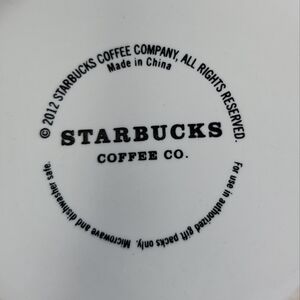 © 2012 STARBUCKS COFFEE COMPANY, ALL RIGHTS RESERVED.
Made in China
STARBUCKS
COFFEE CO.
For use in authorized gift packs only. Microwave and dishwasher safe.